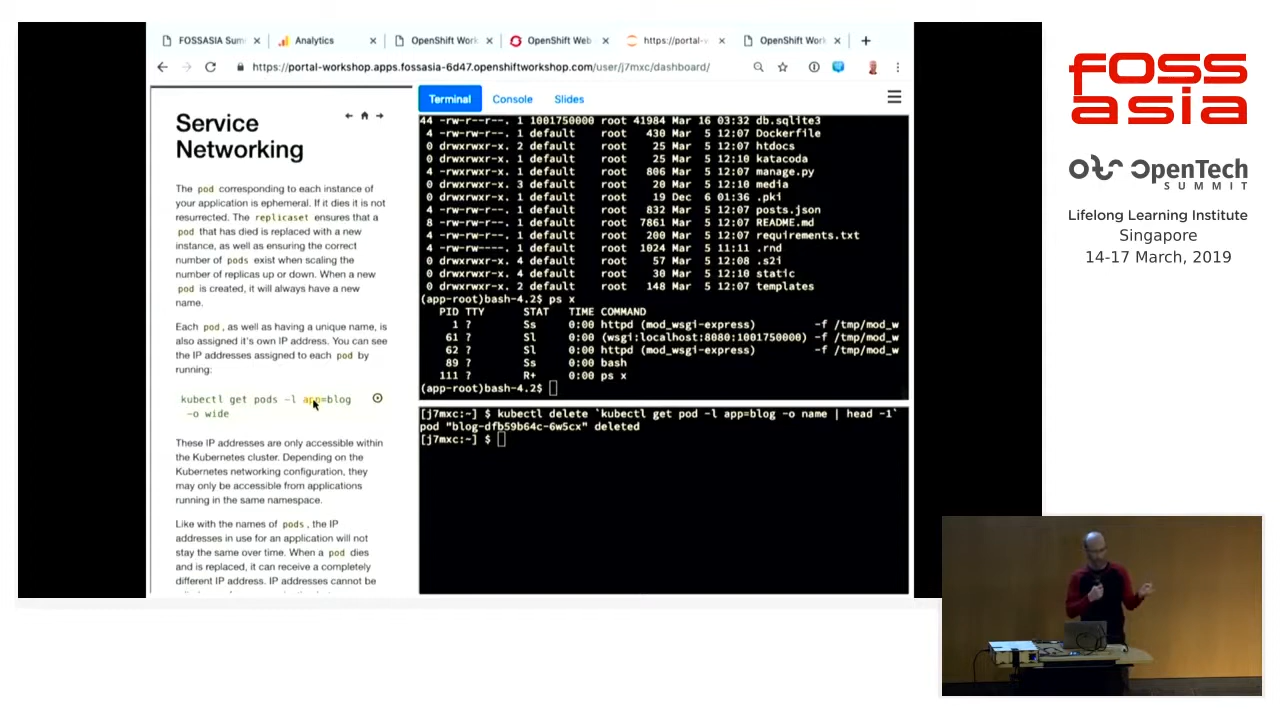 FOSSASIA Sum
Analytics
OpenShift Work
OpenShift Web
https://portal-w
OpenShift Work
https://portal-workshop.apps.fossasia-6d47.openshiftworkshop.com/user/j7mxc/dashboard/
Service
Networking
The pod corresponding to each instance of
your application is ephemeral. If it dies it is not
resurrected. The replicaset ensures that a
pod that has died is replaced with a new
instance, as well as ensuring the correct
number of pods exist when scaling the
number of replicas up or down. When a new
pod is created, it will always have a new
name.
Each pod, as well as having a unique name, is
also assigned it's own IP address. You can see
the IP addresses assigned to each pod by
running:
kubectl get pods -l app=blog
-o wide
These IP addresses are only accessible within
the Kubernetes cluster. Depending on the
Kubernetes networking configuration, they
may only be accessible from applications
running in the same namespace.
Like with the names of pods, the IP
addresses in use for an application will not
stay the same over time. When a pod dies
and is replaced, it can receive a completely
different IP address. IP addresses cannot be
Terminal Console Slides
44 -rw-r--r--. 1 1001750000 root 41984 Mar 16 03:32 db.sqlite3
4 -rw-rw-r--. 1 default root 430 Mar 5 12:07 Dockerfile
0 drwxrwxr-x. 2 default root 25 Mar 5 12:07 htdocs
0 drwxrwxr-x. 1 default root 25 Mar 5 12:10 katacoda
4 -rwxrwxr-x. 1 default root 806 Mar 5 12:07 manage.py
0 drwxrwxr-x. 3 default root 20 Mar 5 12:10 media
0 drwxrwxr-x. 1 default root 19 Dec 6 01:36 .pki
4 -rw-rw-r--. 1 default root 832 Mar 5 12:07 posts.json
8 -rw-rw-r--. 1 default root 7861 Mar 5 12:07 README.md
4 -rw-rw-r--. 1 default root 200 Mar 5 12:07 requirements.txt
4 -rw-rw----. 1 default root 1024 Mar 5 11:11 .rnd
0 drwxrwxr-x. 4 default root 57 Mar 5 12:08 .s2i
0 drwxrwxr-x. 4 default root 30 Mar 5 12:10 static
0 drwxrwxr-x. 2 default root 148 Mar 5 12:07 templates
(app-root)bash-4.2$ ps x
PID TTY STAT TIME COMMAND
1 ? Ss 0:00 httpd (mod_wsgi-express) -f /tmp/mod_w
61 ? Sl 0:00 (wsgi:localhost:8080:1001750000) -f /tmp/mod_w
62 ? Sl 0:00 httpd (mod_wsgi-express) -f /tmp/mod_w
89 ? Ss 0:00 bash
111 ? R+ 0:00 ps x
(app-root)bash-4.2$
[j7mxc:~] $ kubectl delete `kubectl get pod -l app=blog -o name | head -1`
pod "blog-dfb59b64c-6w5cx" deleted
[j7mxc:~] $
FOSS
asia
OpenTech
SUMMIT
Lifelong Learning Institute
Singapore
14-17 March, 2019